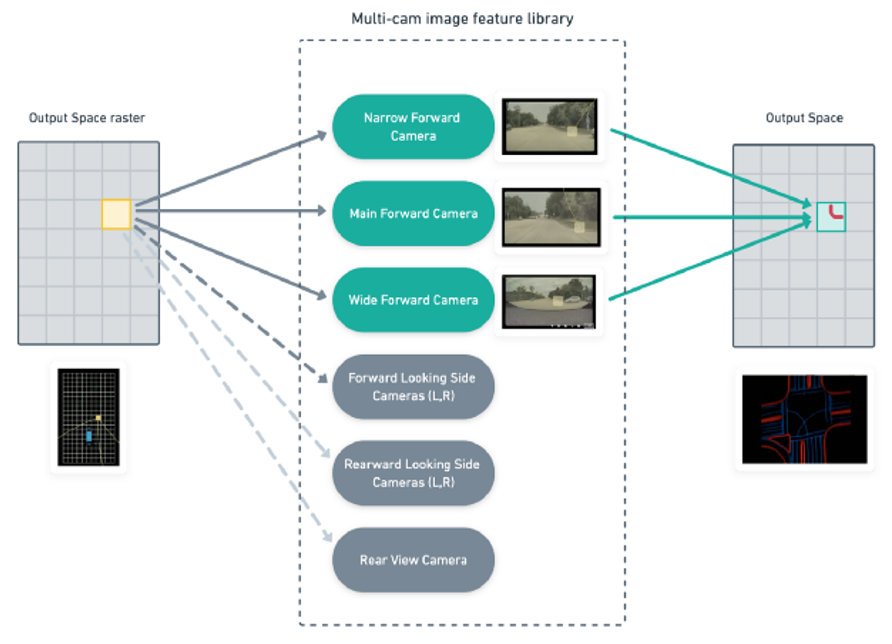 Multi-cam image feature library
Output Space raster
Output Space
Narrow Forward
Camera
Main Forward Camera
Wide Forward Camera
Forward Looking Side
Cameras (L,R)
Rearward Looking Side
Cameras (L,R)
Rear View Camera